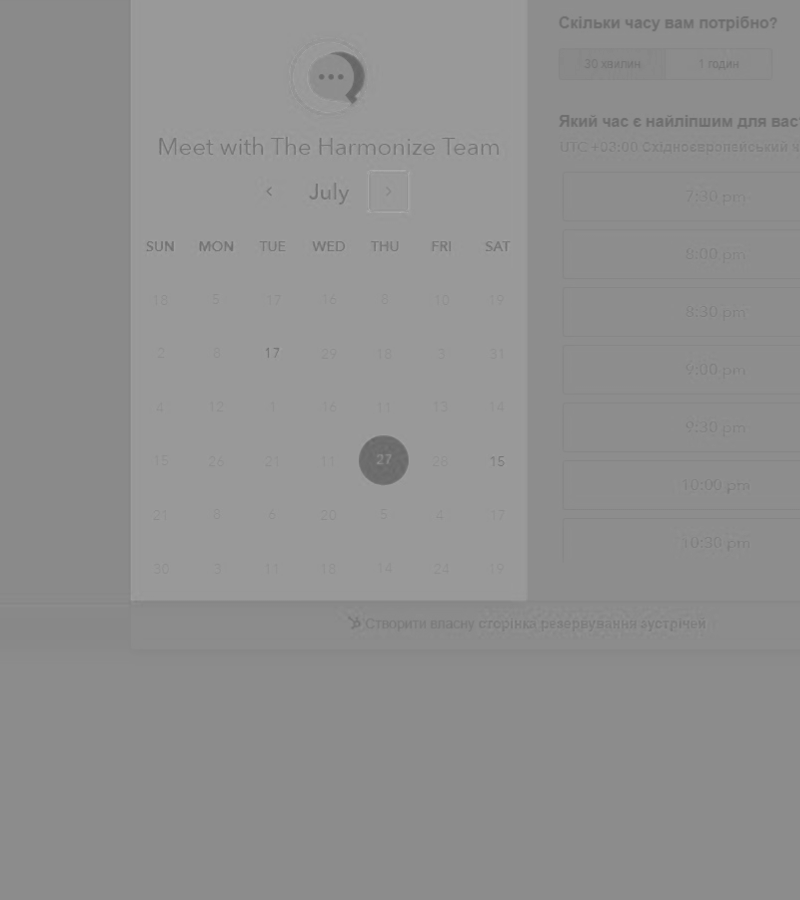 Meet with The Harmonize Team
July
SUN MON TUE WED THU FRI SAT
18 5 17 16 8 10 19
2 8 17 29 18 3 31
4 12 1 16 11 13 14
15 26 21 11 27 28 15
21 8 6 20 5 4 17
30 3 11 18 14 24 19
Скільки часу вам потрібно?
30 хвилин 1 годин
Який час є найліпшим для вас
UTC +03:00 Східноєвропейський ч
7:30 pm
8:00 pm
8:30 pm
9:00 pm
9:30 pm
10:00 pm
10:30 pm
Створити власну сторінка резервування зустрічей